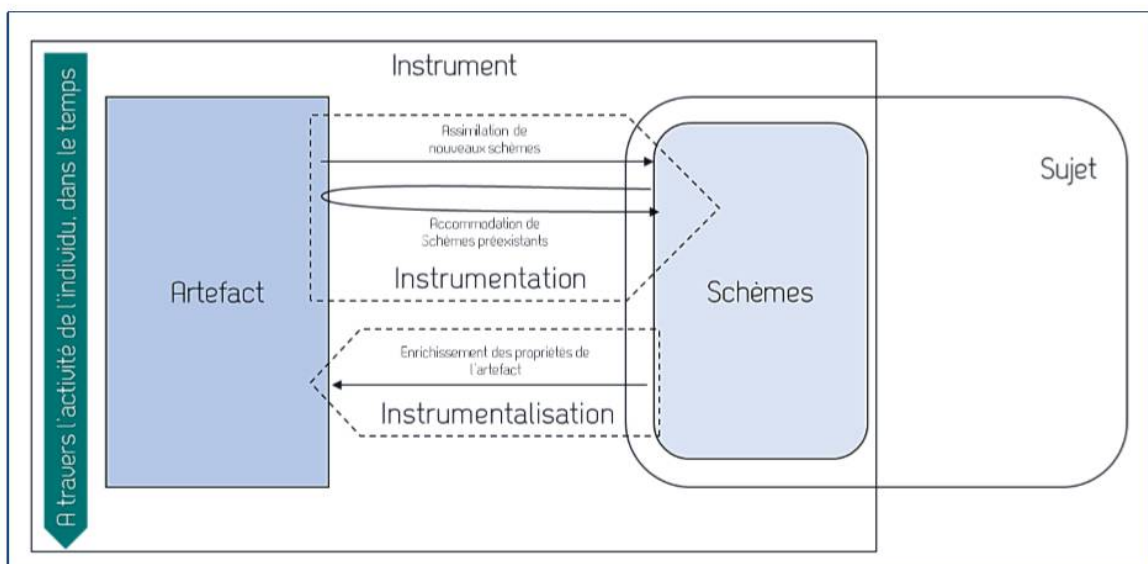 A travers l'activité de l'individu, dans le temps
Instrument
Artefact
Assimilation de
nouveaux schèmes
Accommodation de
Schèmes préexistants
Instrumentation
Enrichissement des propriétés de
l'artefact
Instrumentalisation
Schèmes
Sujet